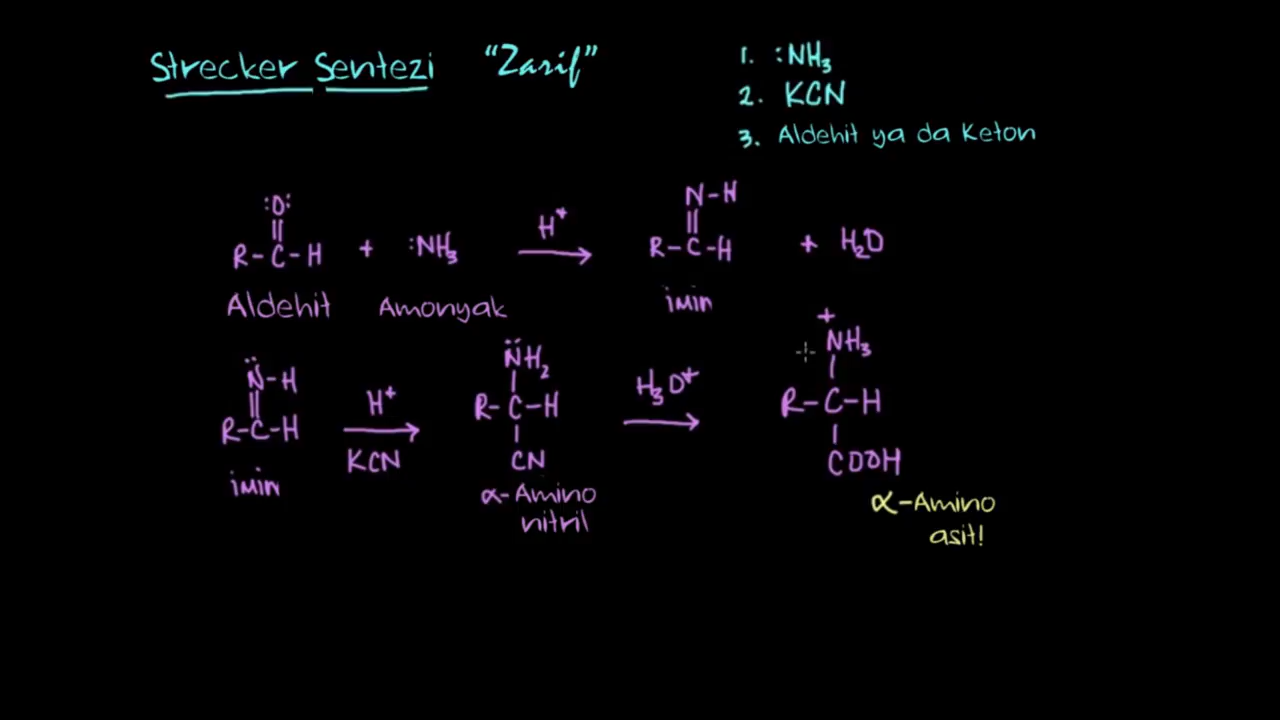 Strecker Sentezi "Zarif"
1. :NH₃
2. KCN
3. Aldehit ya da Keton
:O:
R-C-H + :NH₃ H⁺ → R-C-H + H₂O
N-H
Aldehit Amonyak imin
N-H
R-C-H
imin
H⁺
KCN
NH₂
R-C-H
CN
α-Amino
nitril
H₃O⁺
+
NH₃
R-C-H
COOH
α-Amino
asit!